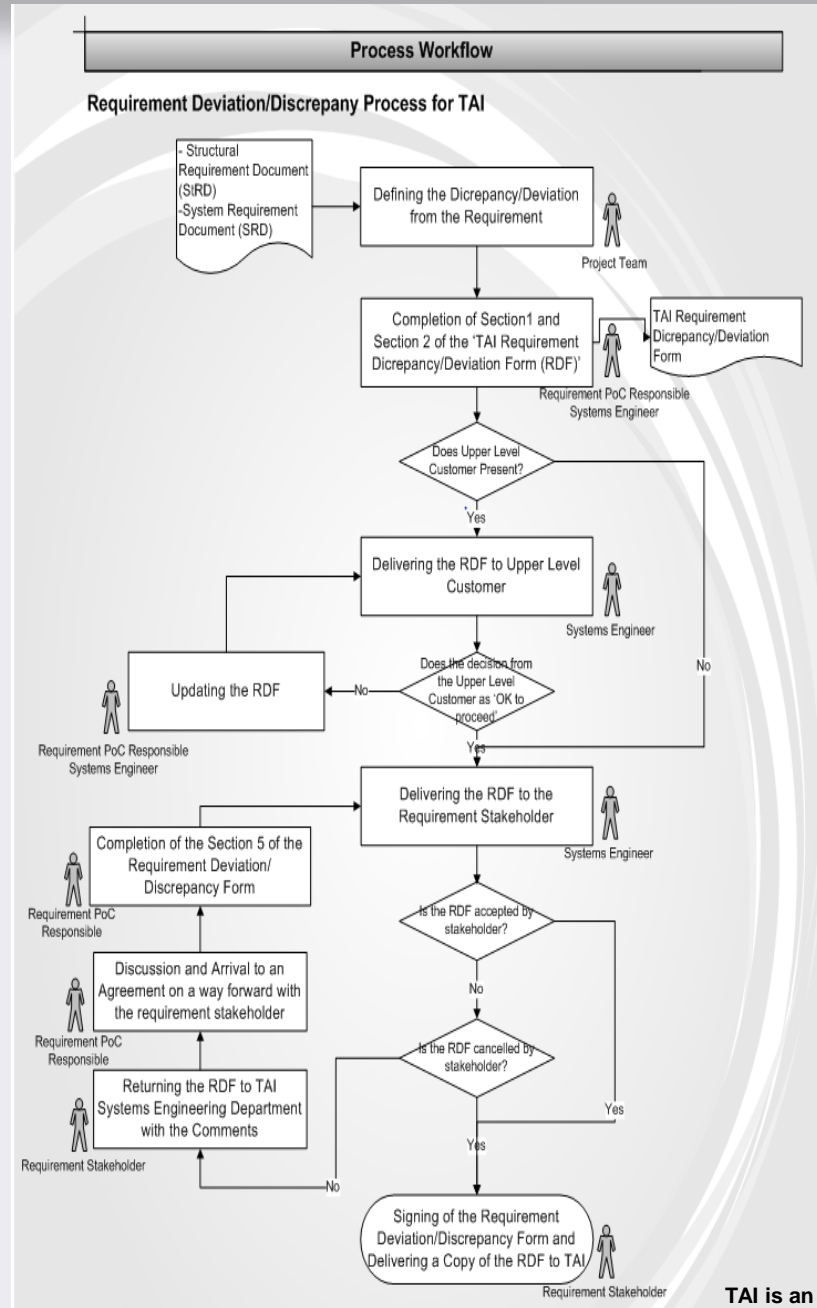 Process Workflow
Requirement Deviation/Discrepany Process for TAI
- Structural
Requirement Document
(StRD)
-System Requirement
Document (SRD)
Defining the Dicrepancy/Deviation
from the Requirement
Project Team
Completion of Section1 and
Section 2 of the ‘TAI Requirement
Dicrepancy/Deviation Form (RDF)’
TAI Requirement
Dicrepancy/Deviation
Form
Requirement PoC Responsible
Systems Engineer
Does Upper Level
Customer Present?
Yes
Delivering the RDF to Upper Level
Customer
Systems Engineer
No
Does the decision from
the Upper Level
Customer as ‘OK to
proceed’
No
Updating the RDF
Requirement PoC Responsible
Systems Engineer
Yes
Delivering the RDF to the
Requirement Stakeholder
Systems Engineer
Completion of the Section 5 of the
Requirement Deviation/
Discrepancy Form
Requirement PoC
Responsible
Is the RDF accepted by
stakeholder?
No
Yes
Discussion and Arrival to an
Agreement on a way forward with
the requirement stakeholder
Requirement PoC
Responsible
Is the RDF cancelled by
stakeholder?
Returning the RDF to TAI
Systems Engineering Department
with the Comments
Requirement Stakeholder
No
Yes
Signing of the Requirement
Deviation/Discrepancy Form and
Delivering a Copy of the RDF to TAI
Requirement Stakeholder
TAI is an